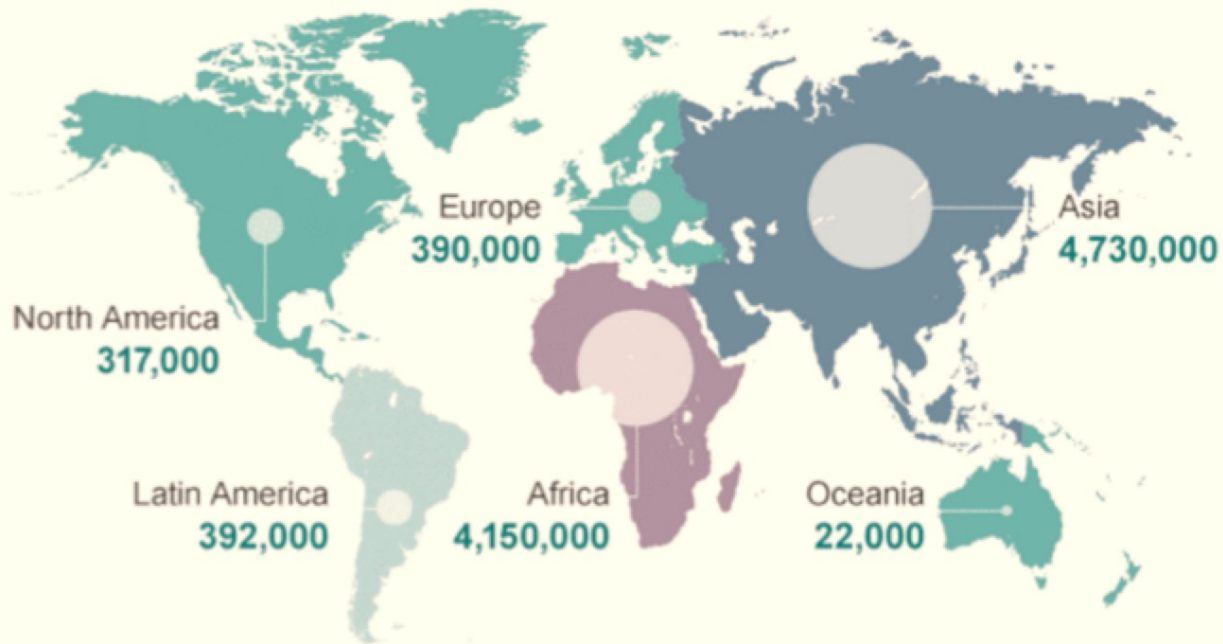 Europe
390,000
Asia
4,730,000
North America
317,000
Latin America
392,000
Africa
4,150,000
Oceania
22,000